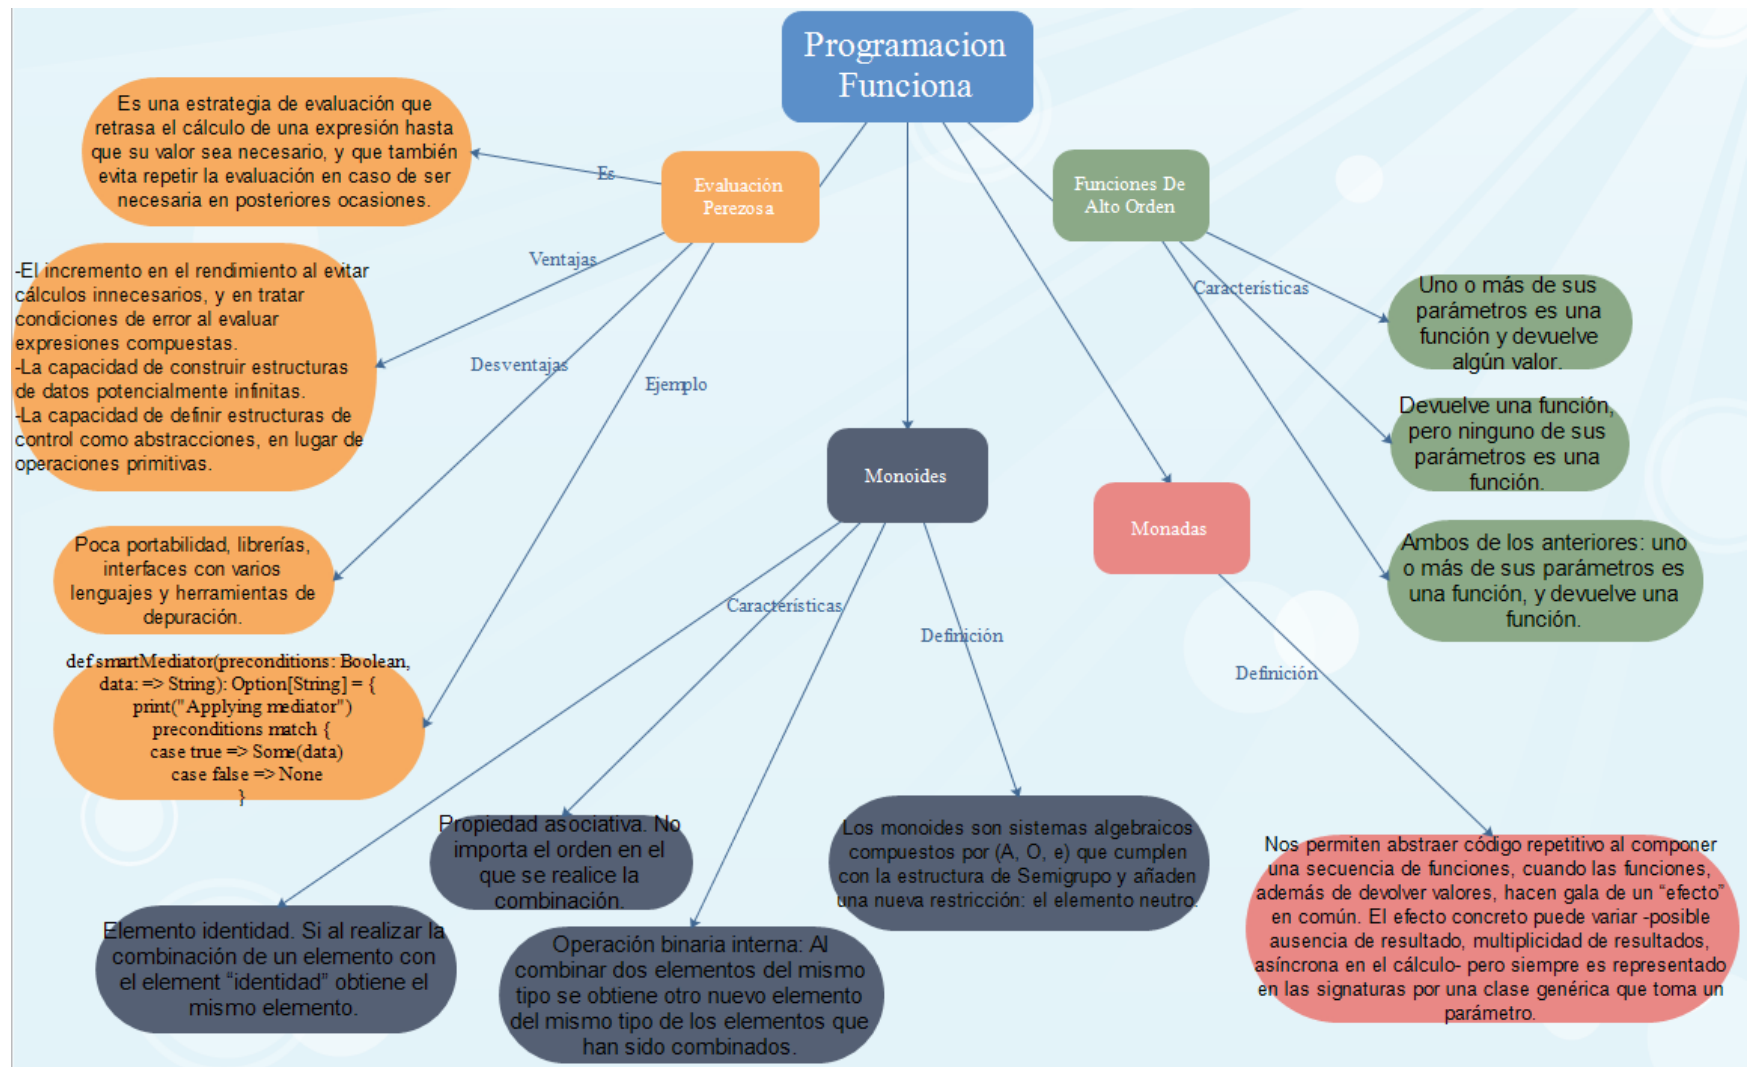 Programacion
Funciona
Es una estrategia de evaluación que
retrasa el cálculo de una expresión hasta
que su valor sea necesario, y que también
evita repetir la evaluación en caso de ser
necesaria en posteriores ocasiones.
Es
Evaluación
Perezosa
Funciones De
Alto Orden
Ventajas
-El incremento en el rendimiento al evitar
cálculos innecesarios, y en tratar
condiciones de error al evaluar
expresiones compuestas.
-La capacidad de construir estructuras
de datos potencialmente infinitas.
-La capacidad de definir estructuras de
control como abstracciones, en lugar de
operaciones primitivas.
Desventajas
Ejemplo
Características
Uno o más de sus
parámetros es una
función y devuelve
algún valor.
Devuelve una función,
pero ninguno de sus
parámetros es una
función.
Monoides
Monadas
Ambos de los anteriores: uno
o más de sus parámetros es
una función, y devuelve una
función.
Poca portabilidad, librerías,
interfaces con varios
lenguajes y herramientas de
depuración.
Características
Definición
Definición
def smartMediator(preconditions: Boolean,
data: => String): Option[String] = {
print("Applying mediator")
preconditions match {
case true => Some(data)
case false => None
}
Propiedad asociativa. No
importa el orden en el
que se realice la
combinación.
Los monoides son sistemas algebraicos
compuestos por (A, O, e) que cumplen
con la estructura de Semigrupo y añaden
una nueva restricción: el elemento neutro.
Nos permiten abstraer código repetitivo al componer
una secuencia de funciones, cuando las funciones,
además de devolver valores, hacen gala de un “efecto”
en común. El efecto concreto puede variar -posible
ausencia de resultado, multiplicidad de resultados,
asíncrona en el cálculo- pero siempre es representado
en las signaturas por una clase genérica que toma un
parámetro.
Elemento identidad. Si al realizar la
combinación de un elemento con
el element “identidad” obtiene el
mismo elemento.
Operación binaria interna: Al
combinar dos elementos del mismo
tipo se obtiene otro nuevo elemento
del mismo tipo de los elementos que
han sido combinados.